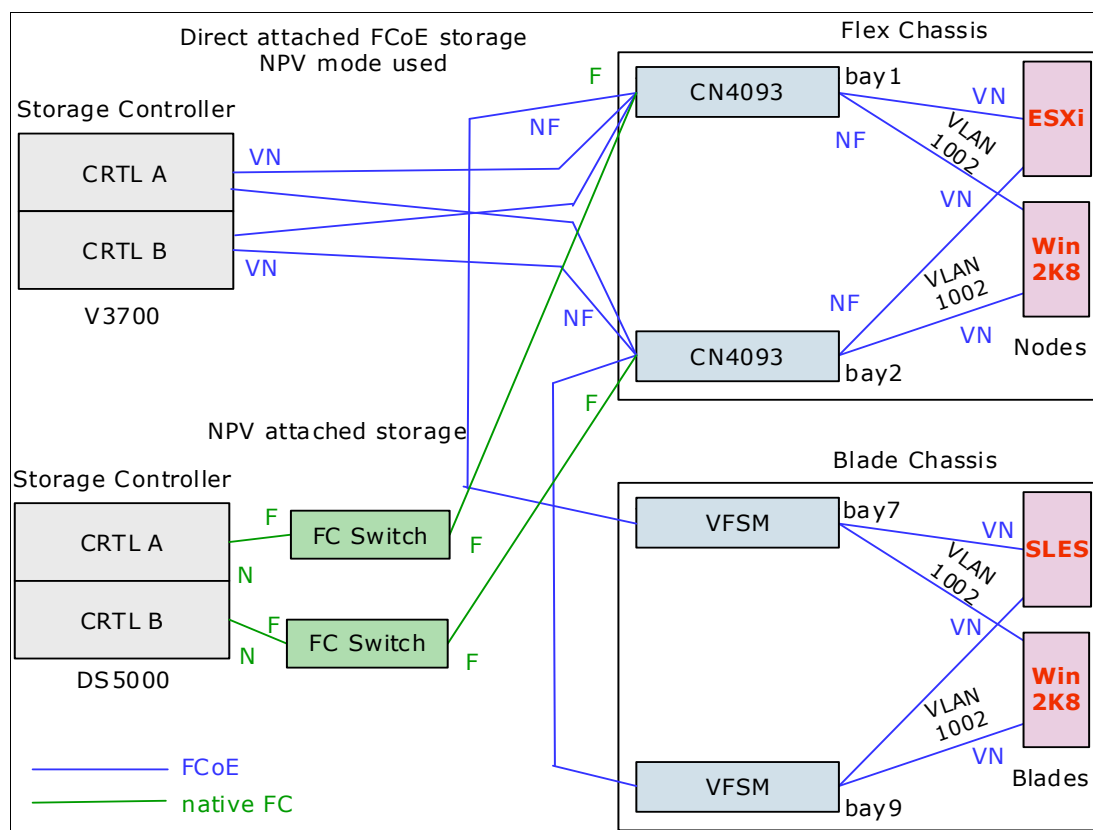 Direct attached FCoE storage
NPV mode used
Flex Chassis
Storage Controller
CRTL A
CRTL B
V3700
VN
VN
NF
NF
F
F
CN4093
bay1
NF
VN
VLAN
1002
VN
ESXi
Win
2K8
VLAN
1002
NF
VN
CN4093
bay2
Nodes
NPV attached storage
Storage Controller
CRTL A
CRTL B
DS5000
F
N
FC Switch
F
F
N
FC Switch
F
Blade Chassis
VFSM
bay7
VN
VLAN
1002
VN
SLES
Win
2K8
VLAN
1002
VN
VFSM
bay9
Blades
FCoE
native FC